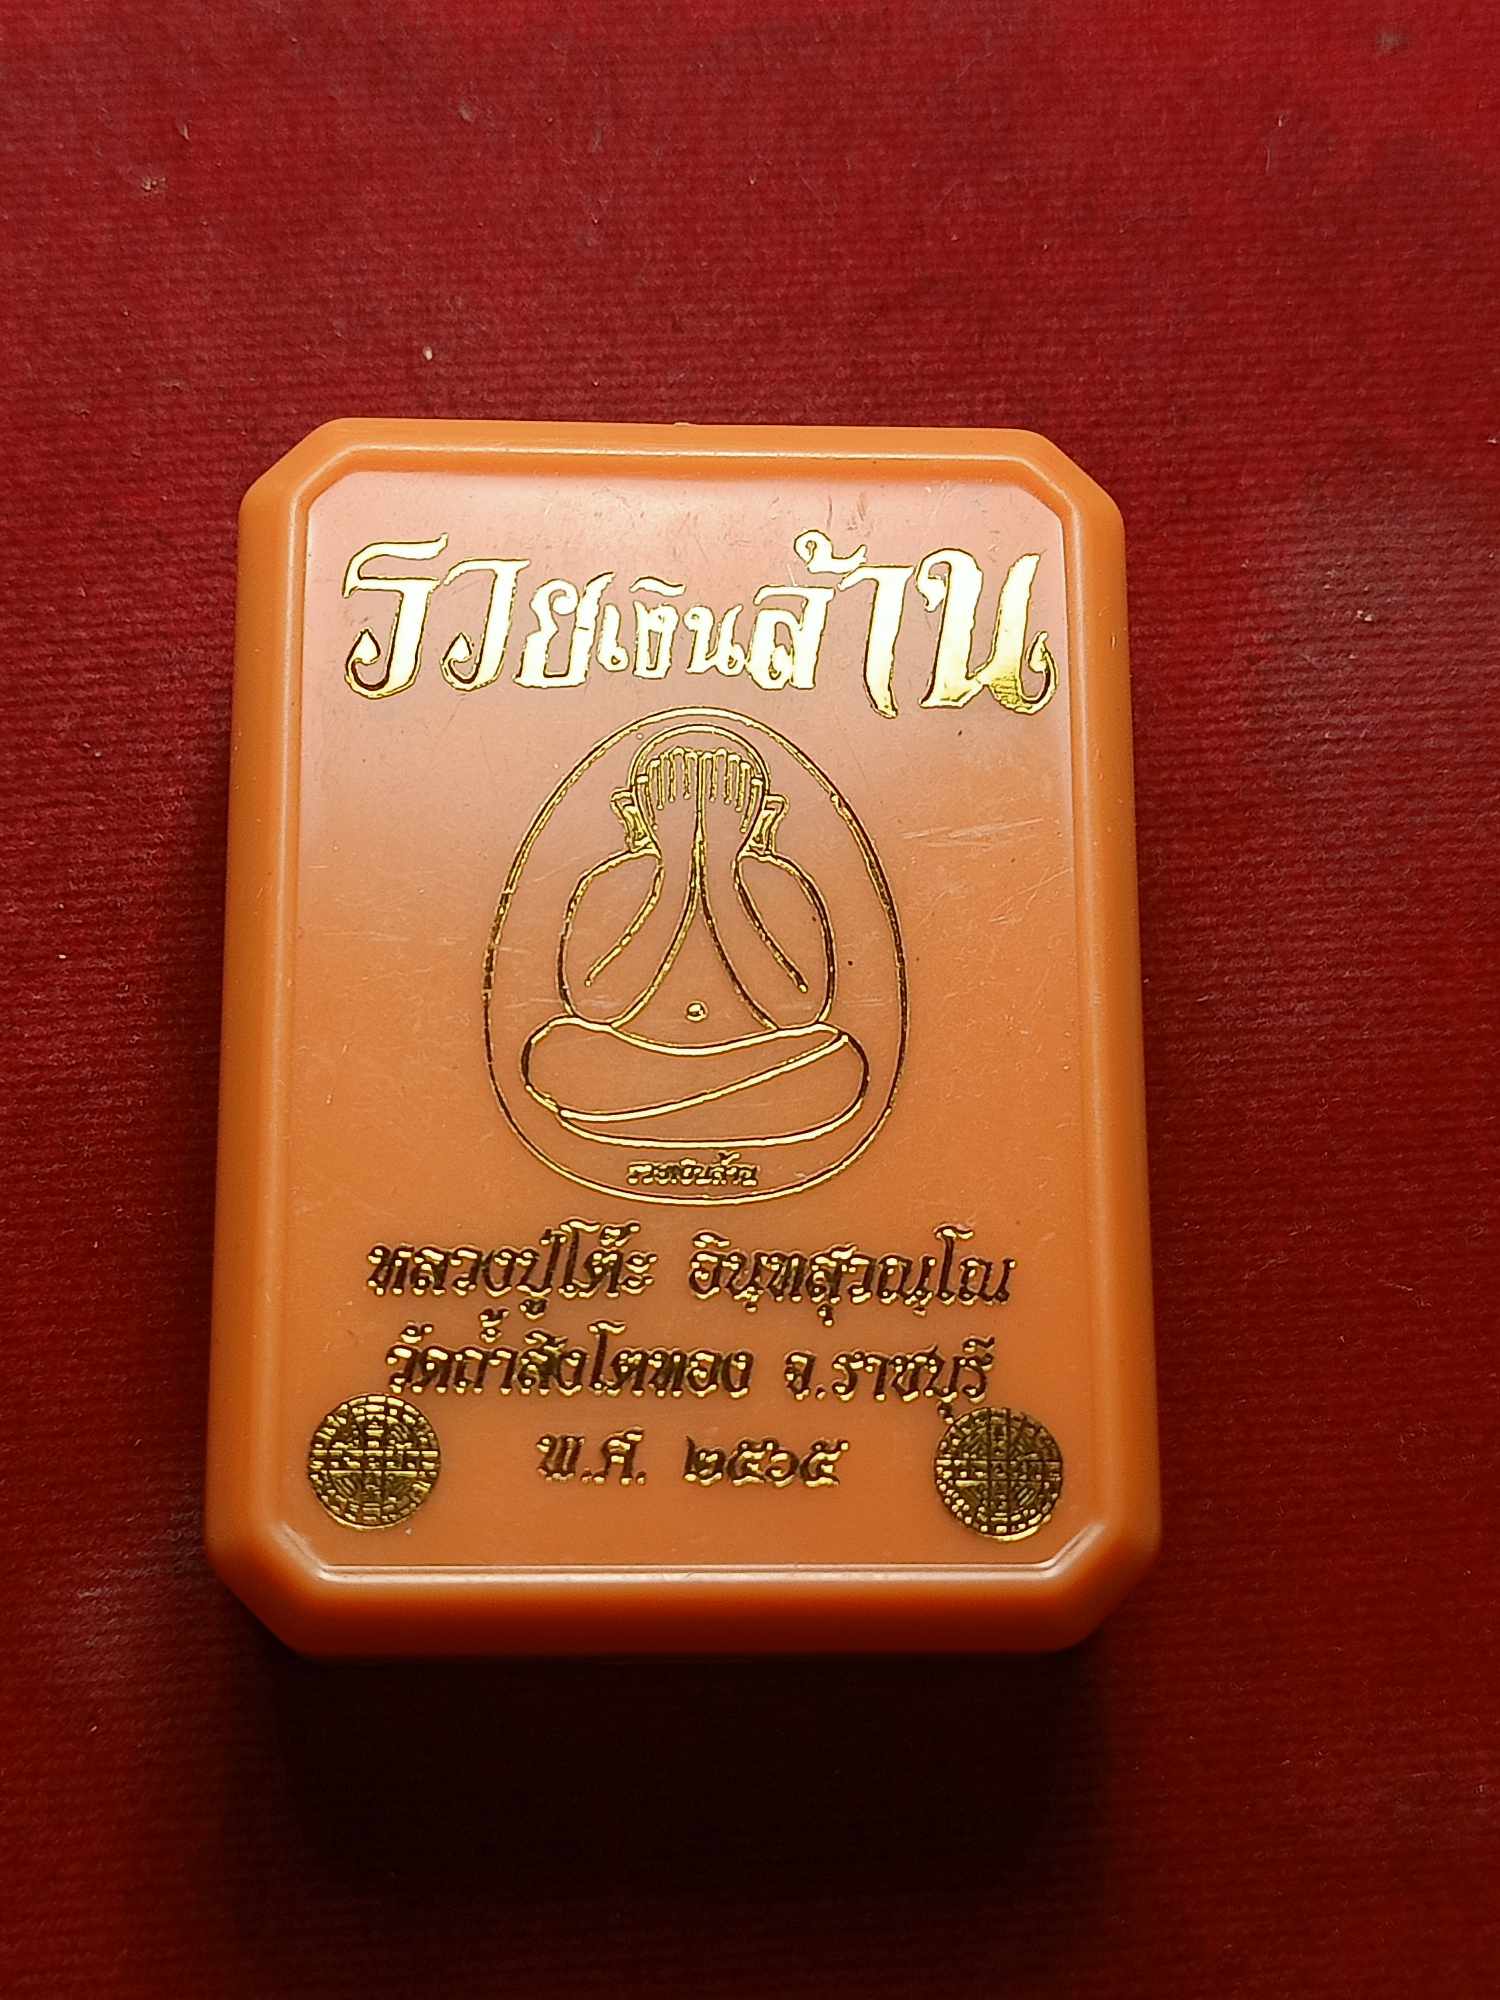 รวยเงินล้าน
รวยเงินล้าน
หลวงปู่โต๊ะ อินฺทสุวณฺโณ
วัดถ้ำสิงโตทอง จ.ราชบุรี
พ.ศ. ๒๕๖๕